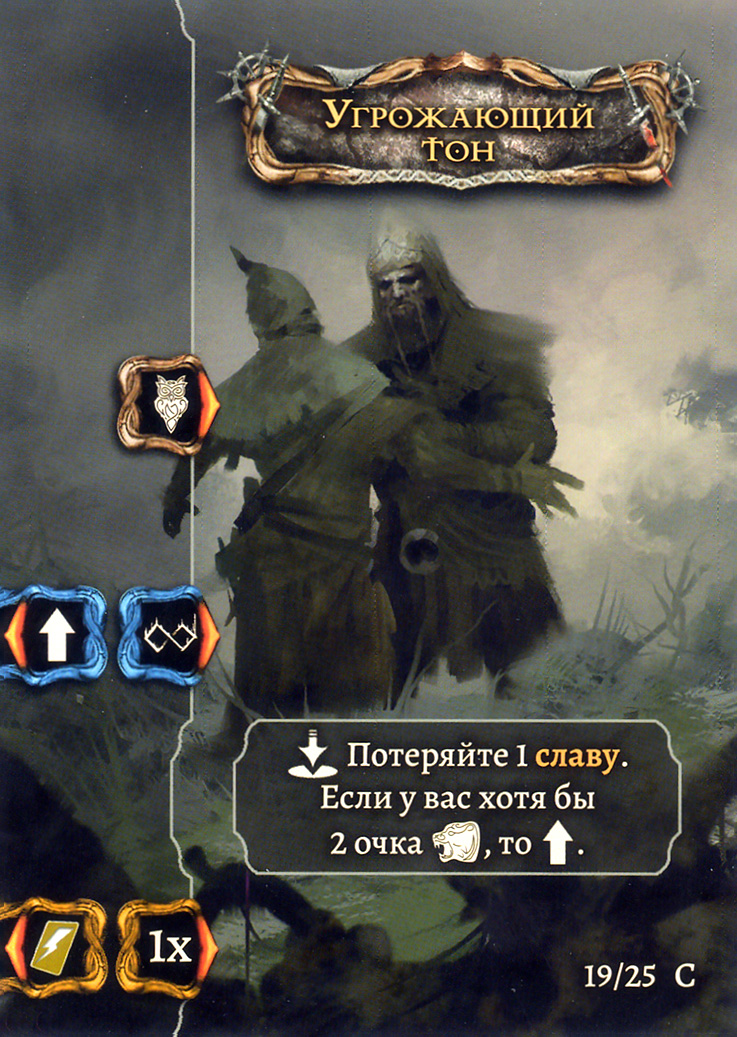 Угрожающий
тон
Потеряйте 1 славу.
Если у вас хотя бы
2 очка , то .
1x
19/25 C